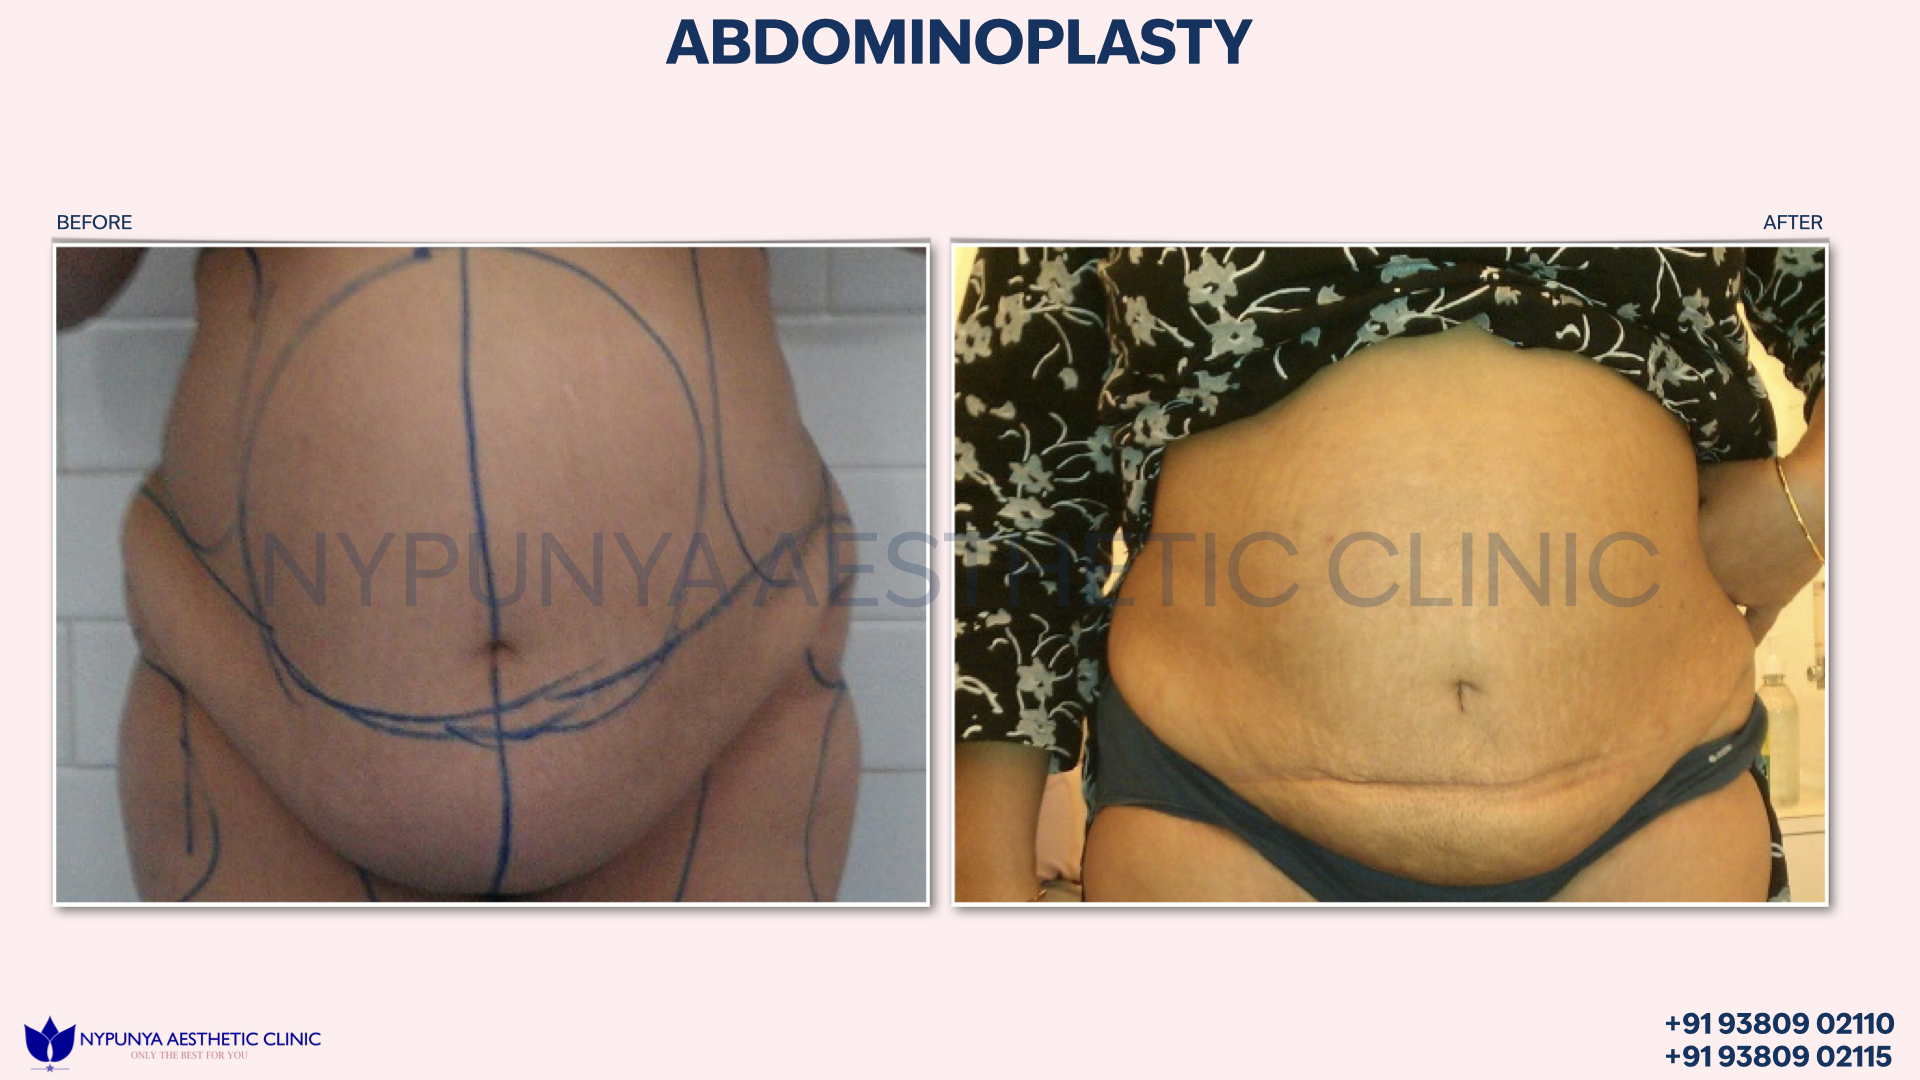 ABDOMINOPLASTY
BEFORE
AFTER
NYPUNYA AESTHETIC CLINIC
NYPUNYA AESTHETIC CLINIC
ONLY THE BEST FOR YOU
+91 93809 02110
+91 93809 02115